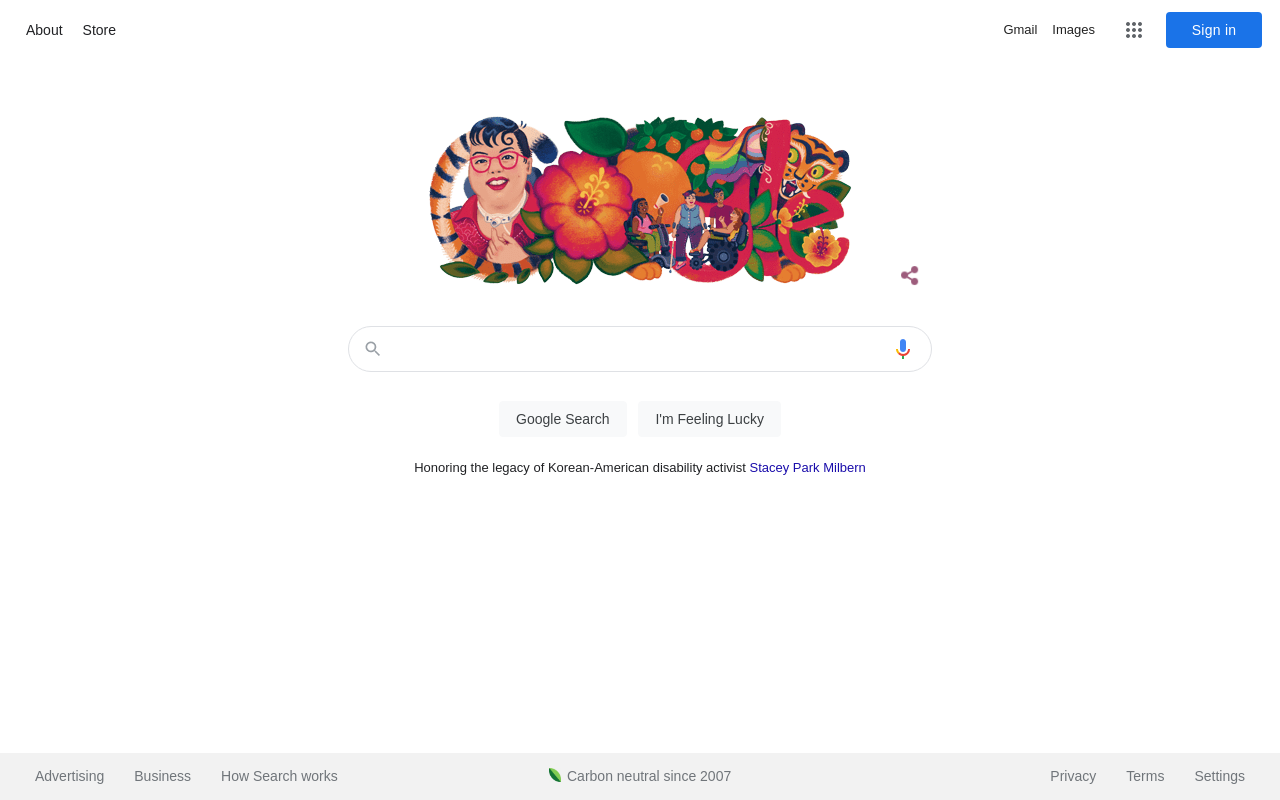 About Store Gmail Images Sign in
Google Search I'm Feeling Lucky
Honoring the legacy of Korean-American disability activist Stacey Park Milbern
Advertising Business How Search works Carbon neutral since 2007 Privacy Terms Settings